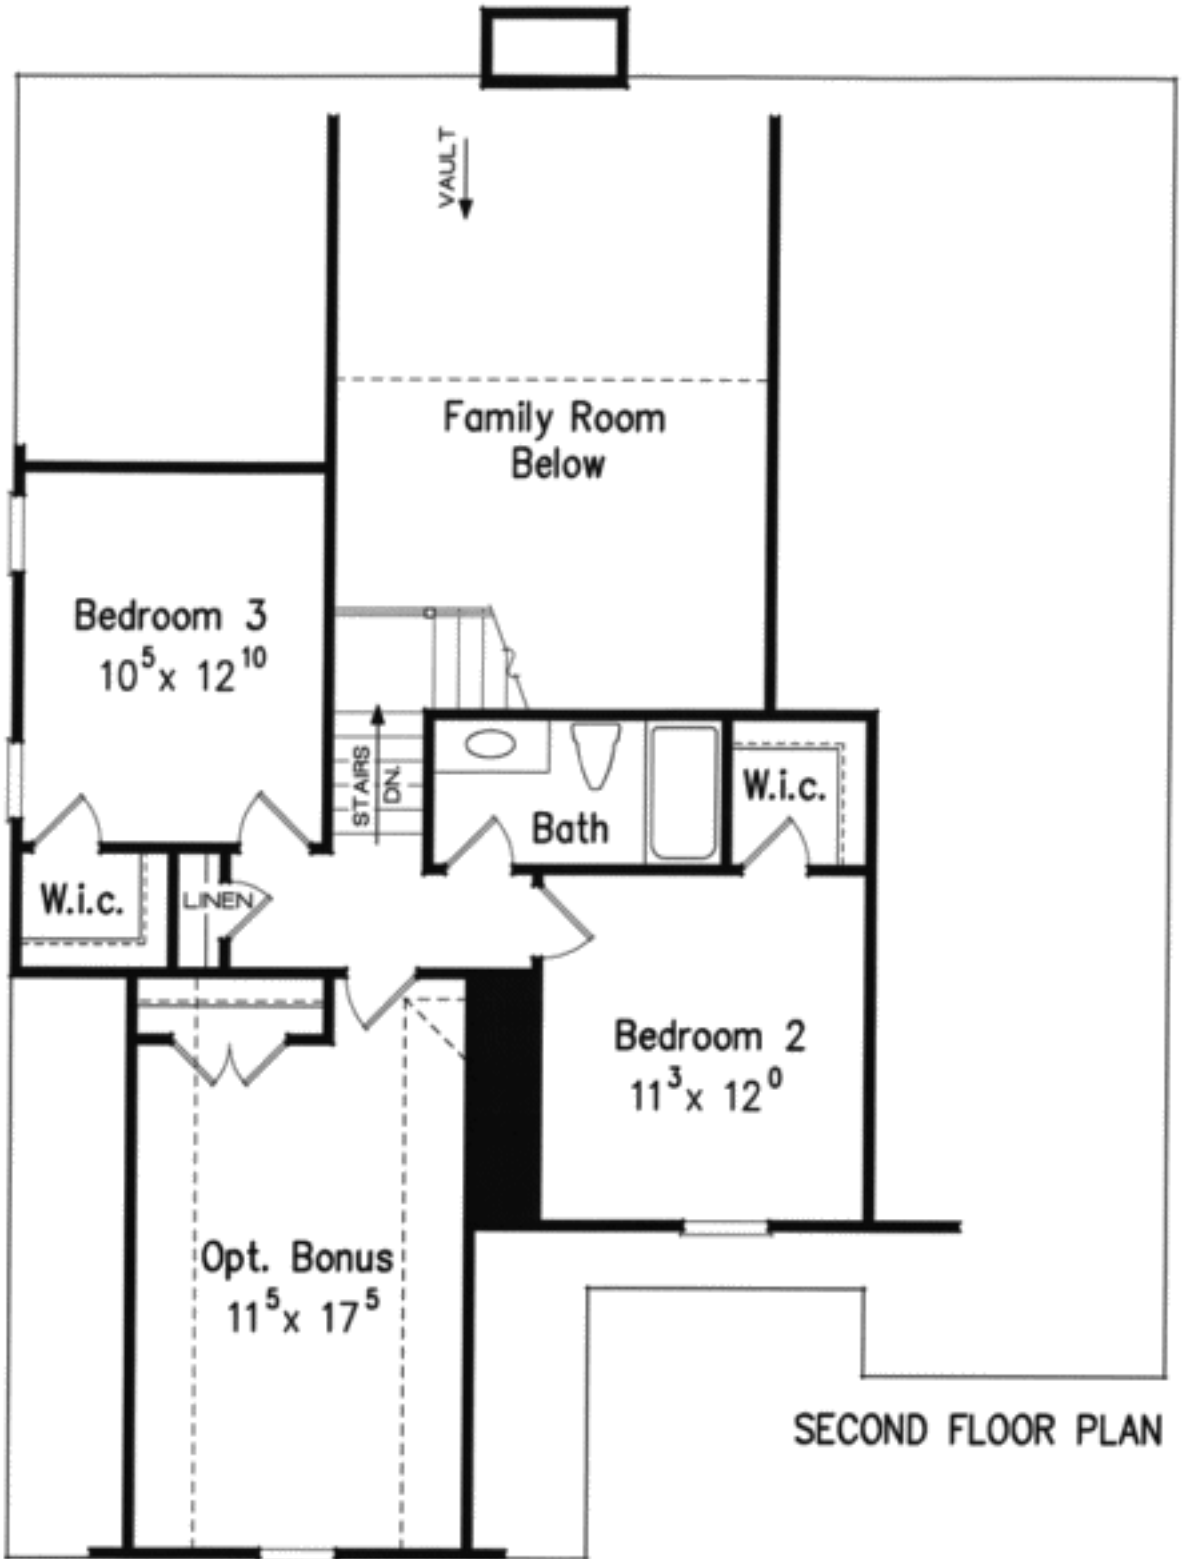 VAULT
Family Room
Below
Bedroom 3
10⁵x 12¹⁰
STAIRS
DN.
W.i.c.
Bath
W.i.c.
LINEN
Bedroom 2
11³x 12⁰
Opt. Bonus
11⁵x 17⁵
SECOND FLOOR PLAN